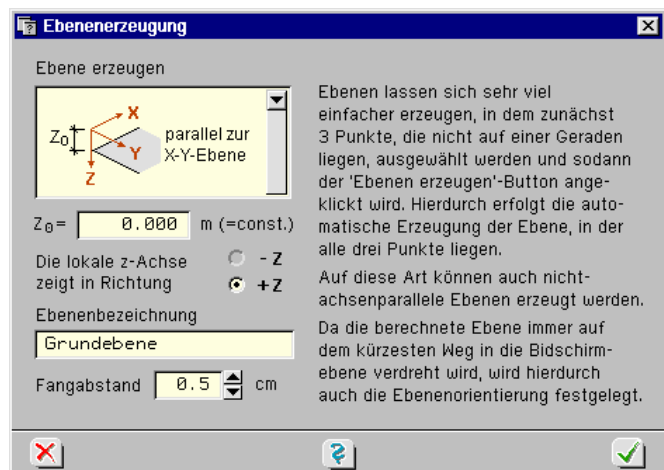 Ebenenerzeugung
Ebene erzeugen
X
Z0
Y
Z
parallel zur
X-Y-Ebene
Z0= 0.000 m (=const.)
Die lokale z-Achse
zeigt in Richtung
- Z
+Z
Ebenenbezeichnung
Grundebene
Fangabstand 0.5 cm
Ebenen lassen sich sehr viel
einfacher erzeugen, in dem zunächst
3 Punkte, die nicht auf einer Geraden
liegen, ausgewählt werden und sodann
der 'Ebenen erzeugen'-Button ange-
klickt wird. Hierdurch erfolgt die auto-
matische Erzeugung der Ebene, in der
alle drei Punkte liegen.
Auf diese Art können auch nicht-
achsenparallele Ebenen erzeugt werden.
Da die berechnete Ebene immer auf
dem kürzesten Weg in die Bidschirm-
ebene verdreht wird, wird hierdurch
auch die Ebenenorientierung festgelegt.